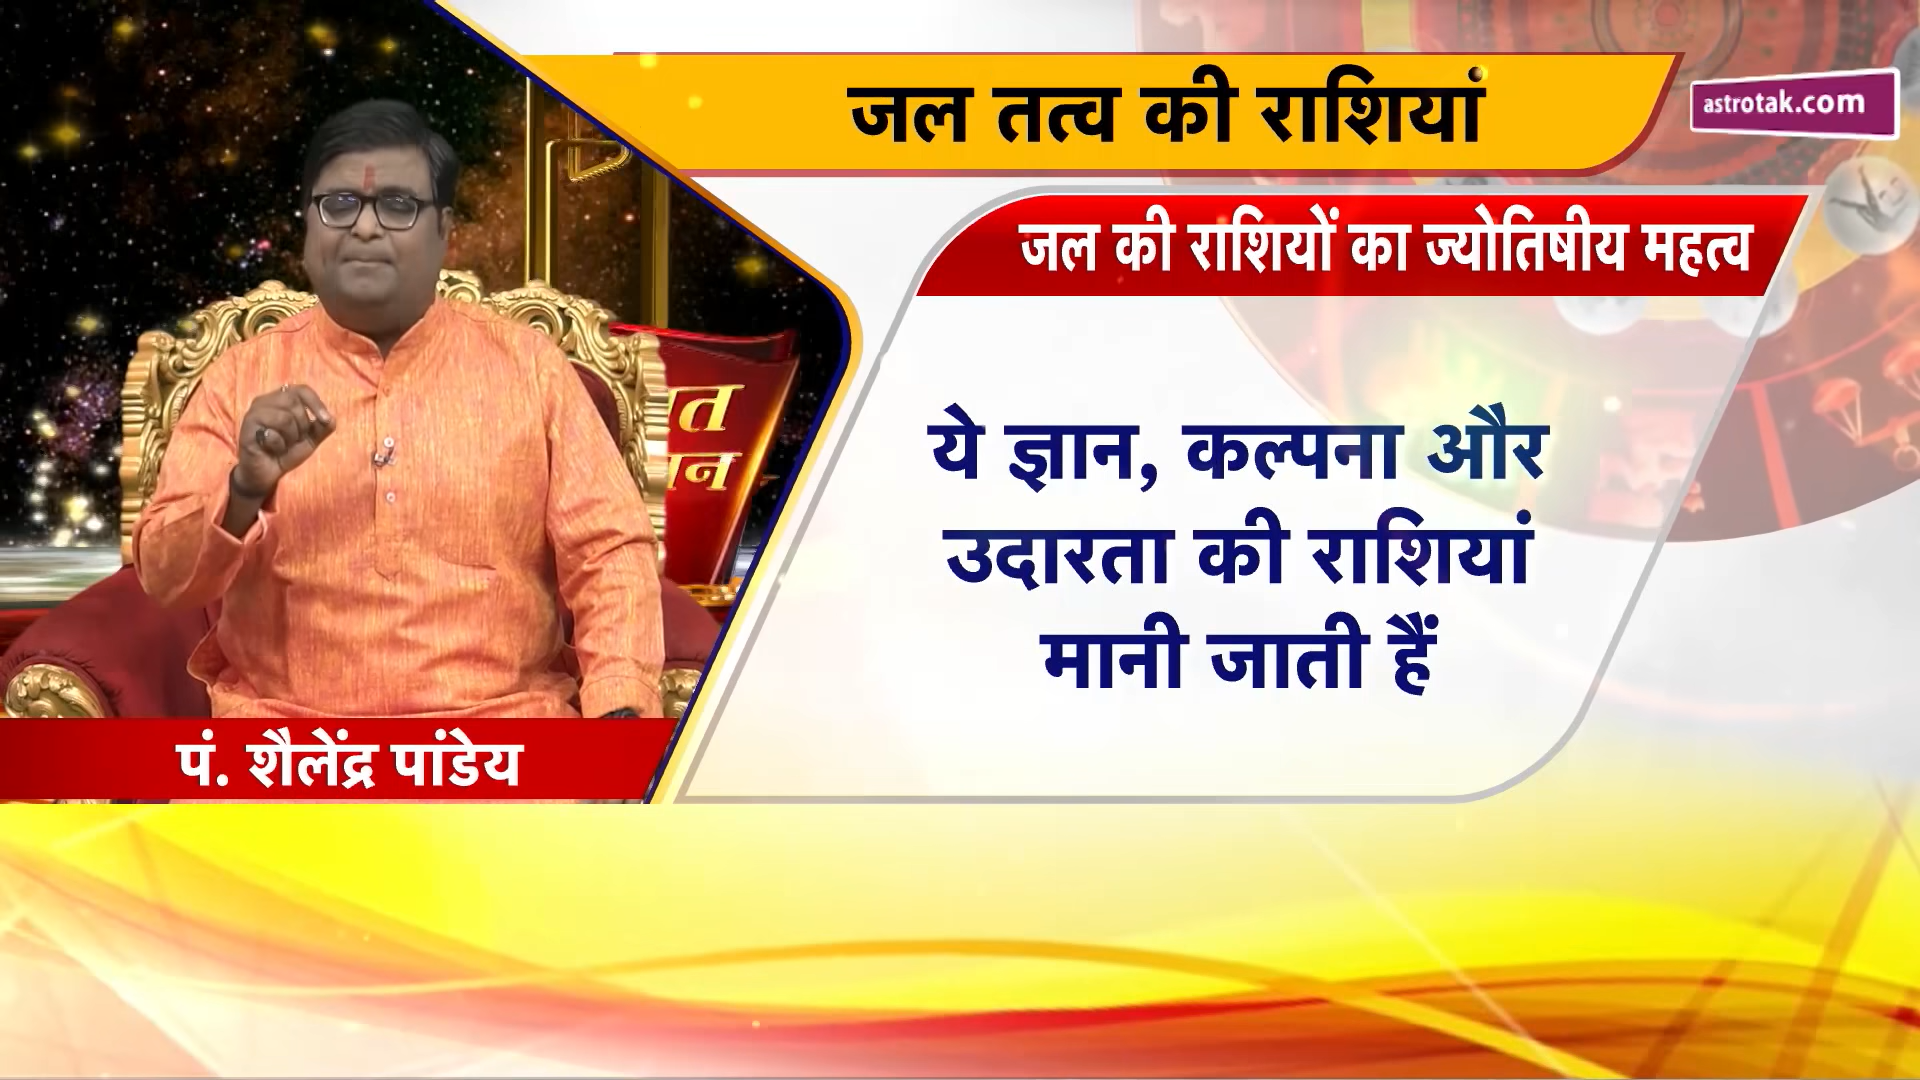 जल तत्व की राशियां
astrotak.com
जल की राशियों का ज्योतिषीय महत्व
ये ज्ञान, कल्पना और
उदारता की राशियां
मानी जाती हैं
पं. शैलेंद्र पांडेय